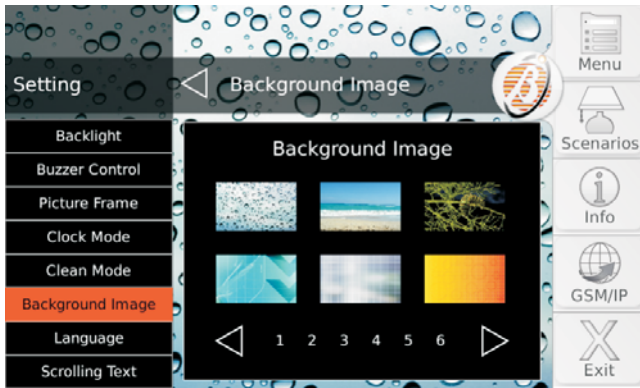 Setting
Background Image
Backlight
Buzzer Control
Picture Frame
Clock Mode
Clean Mode
Background Image
Language
Scrolling Text
Background Image
1 2 3 4 5 6
B
Menu
Scenarios
i
Info
GSM/IP
X
Exit